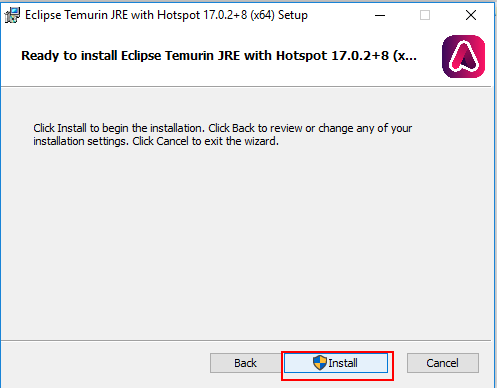 Eclipse Temurin JRE with Hotspot 17.0.2+8 (x64) Setup
Ready to install Eclipse Temurin JRE with Hotspot 17.0.2+8 (x...
Click Install to begin the installation. Click Back to review or change any of your
installation settings. Click Cancel to exit the wizard.
Back Install Cancel